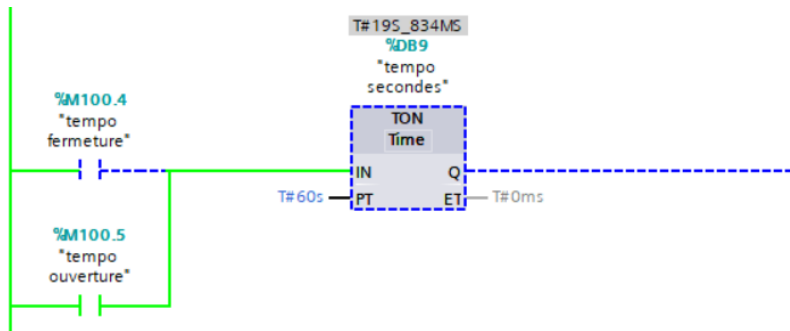 T#19S_834MS
%DB9
"tempo
secondes"
%M100.4
"tempo
fermeture"
TON
Time
IN Q
T#60s PT ET T#0ms
%M100.5
"tempo
ouverture"